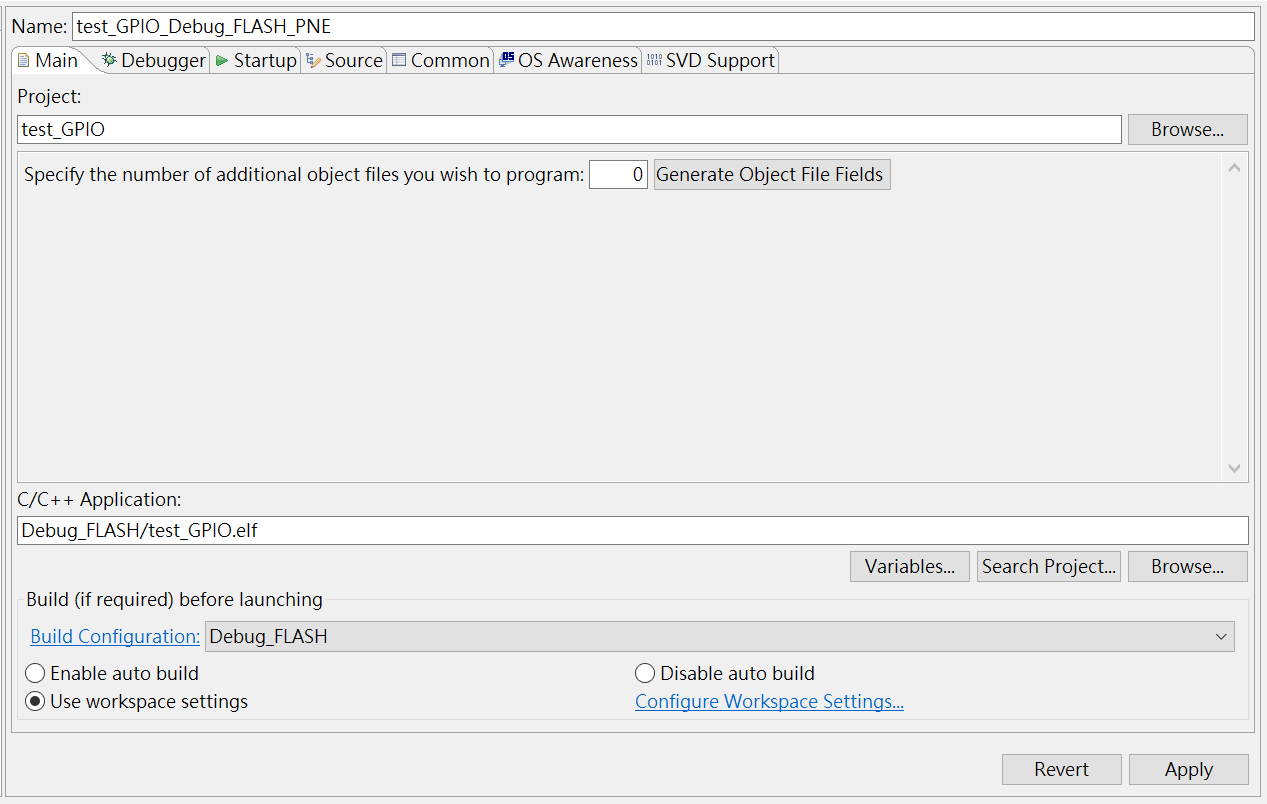 Name: test_GPIO_Debug_FLASH_PNE
Main Debugger Startup Source Common OS Awareness SVD Support
Project:
test_GPIO Browse...
Specify the number of additional object files you wish to program: 0 Generate Object File Fields
C/C++ Application:
Debug_FLASH/test_GPIO.elf
Variables... Search Project... Browse...
Build (if required) before launching
Build Configuration: Debug_FLASH
Enable auto build Disable auto build
Use workspace settings Configure Workspace Settings...
Revert Apply